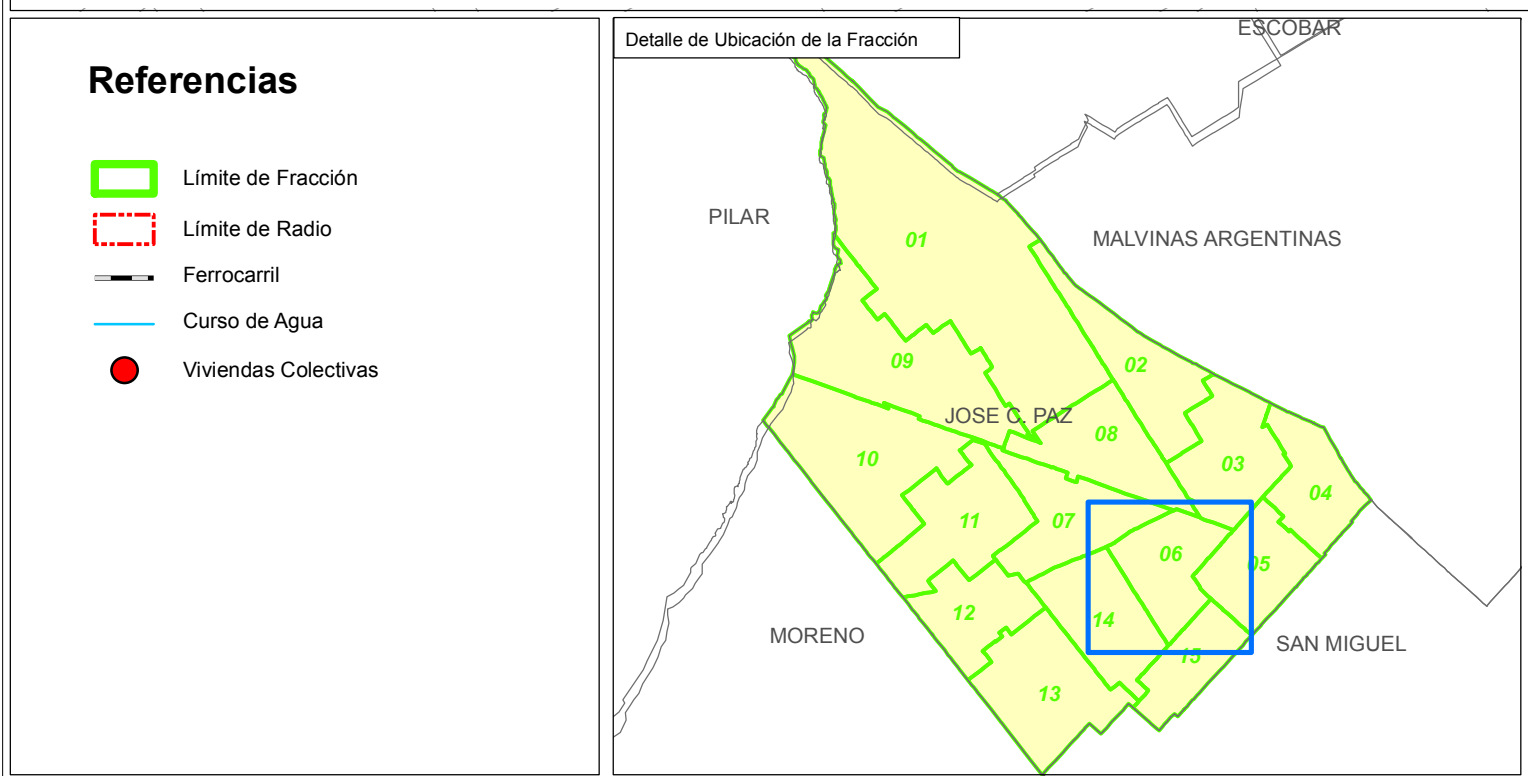 Referencias
Límite de Fracción
Límite de Radio
Ferrocarril
Curso de Agua
Viviendas Colectivas
Detalle de Ubicación de la Fracción
ESCOBAR
PILAR
01
MALVINAS ARGENTINAS
09
02
JOSE C. PAZ
08
10
03
04
11
07
06
05
12
14
MORENO
SAN MIGUEL
15
13